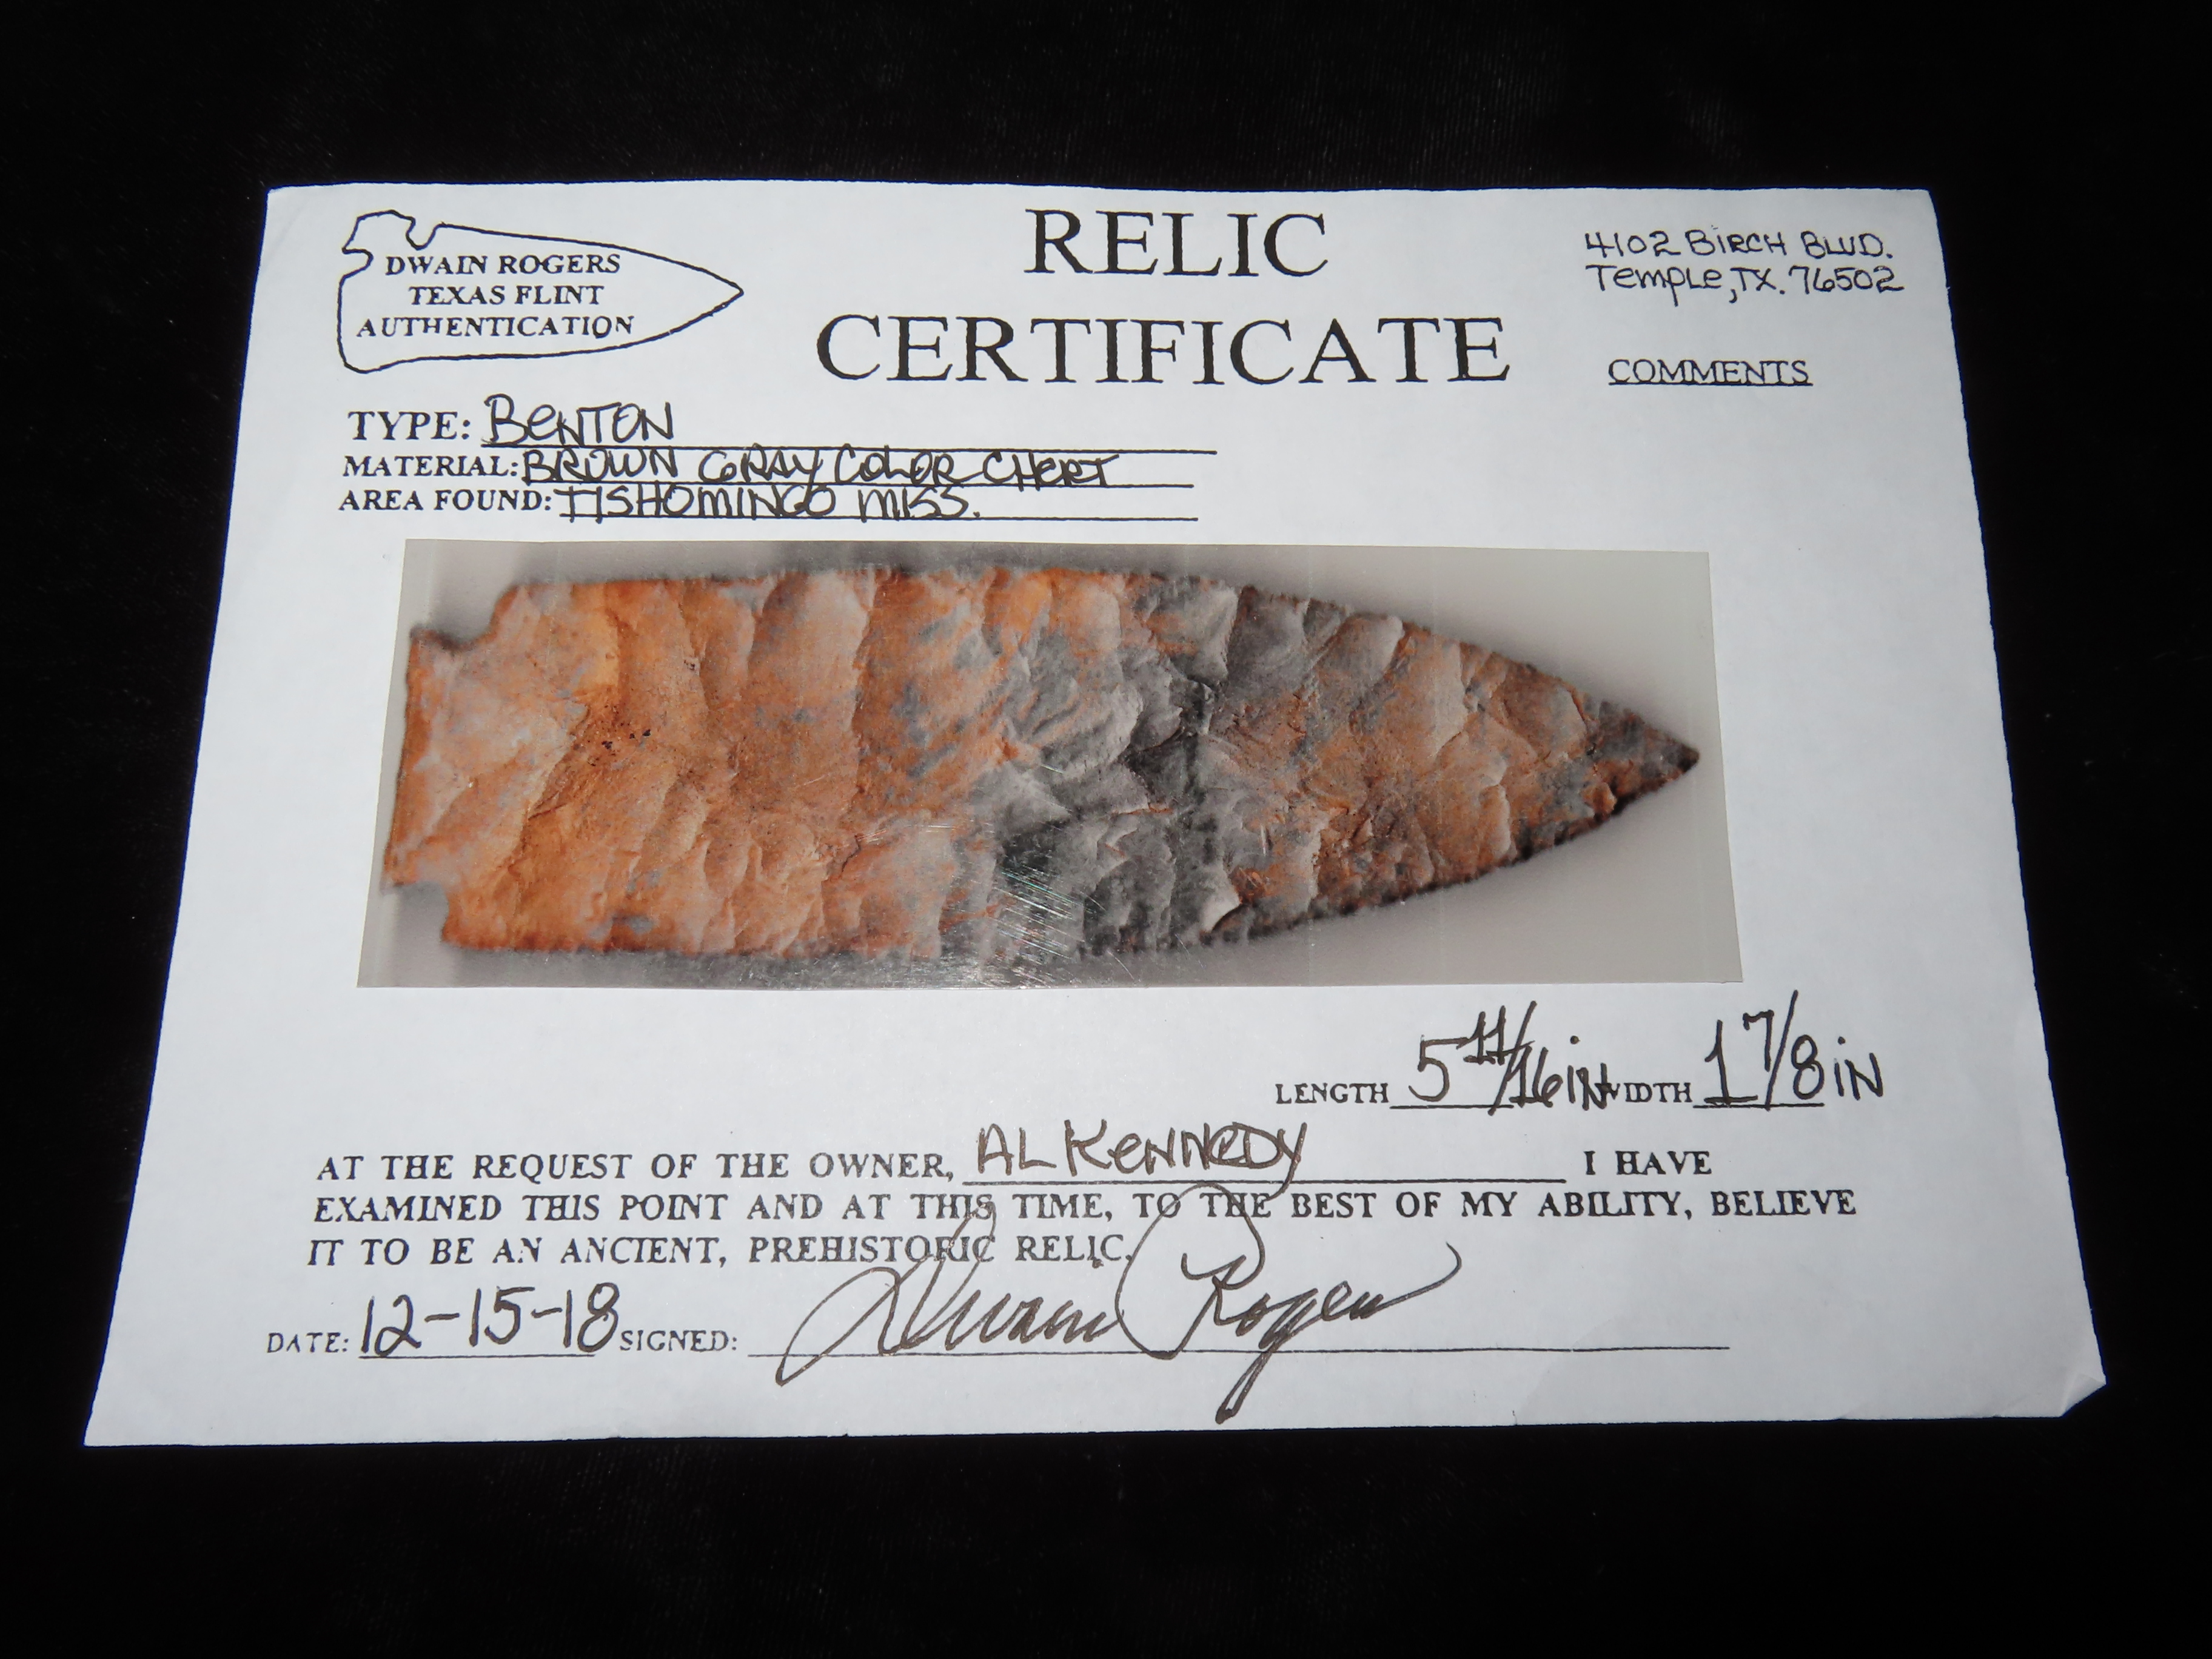 DWAIN ROGERS
TEXAS FLINT
AUTHENTICATION
RELIC
CERTIFICATE
4102 BIRCH BLVD.
Temple, TX. 76502
COMMENTS
TYPE: BENTON
MATERIAL: BROWN GRAY COLOR CHERT
AREA FOUND: TISHOMINGO MISS.
LENGTH 5 11/16 iN WIDTH 1 7/8 iN
AT THE REQUEST OF THE OWNER, AL KENNEDY I HAVE
EXAMINED THIS POINT AND AT THIS TIME, TO THE BEST OF MY ABILITY, BELIEVE
IT TO BE AN ANCIENT, PREHISTORIC RELIC.
DATE: 12-15-18 SIGNED: Dwain Rogers